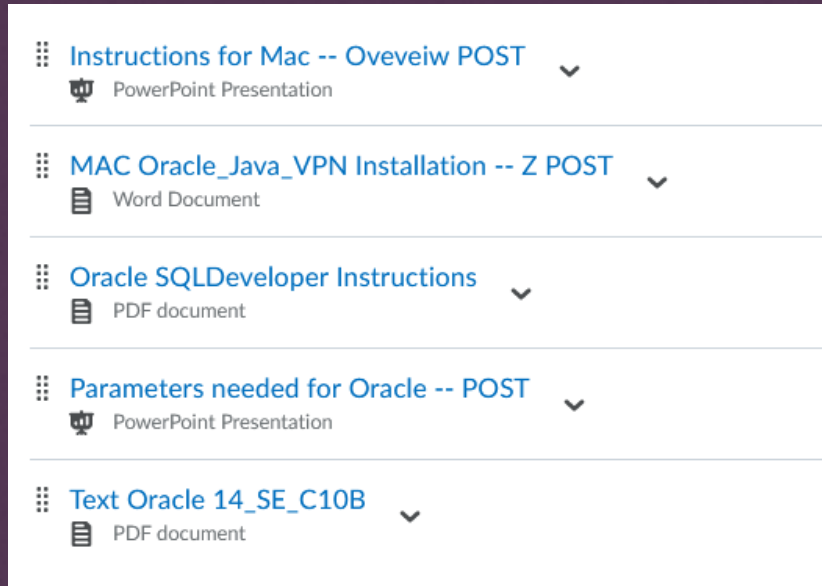 Instructions for Mac -- Oveveiw POST
PowerPoint Presentation
MAC Oracle_Java_VPN Installation -- Z POST
Word Document
Oracle SQLDeveloper Instructions
PDF document
Parameters needed for Oracle -- POST
PowerPoint Presentation
Text Oracle 14_SE_C10B
PDF document